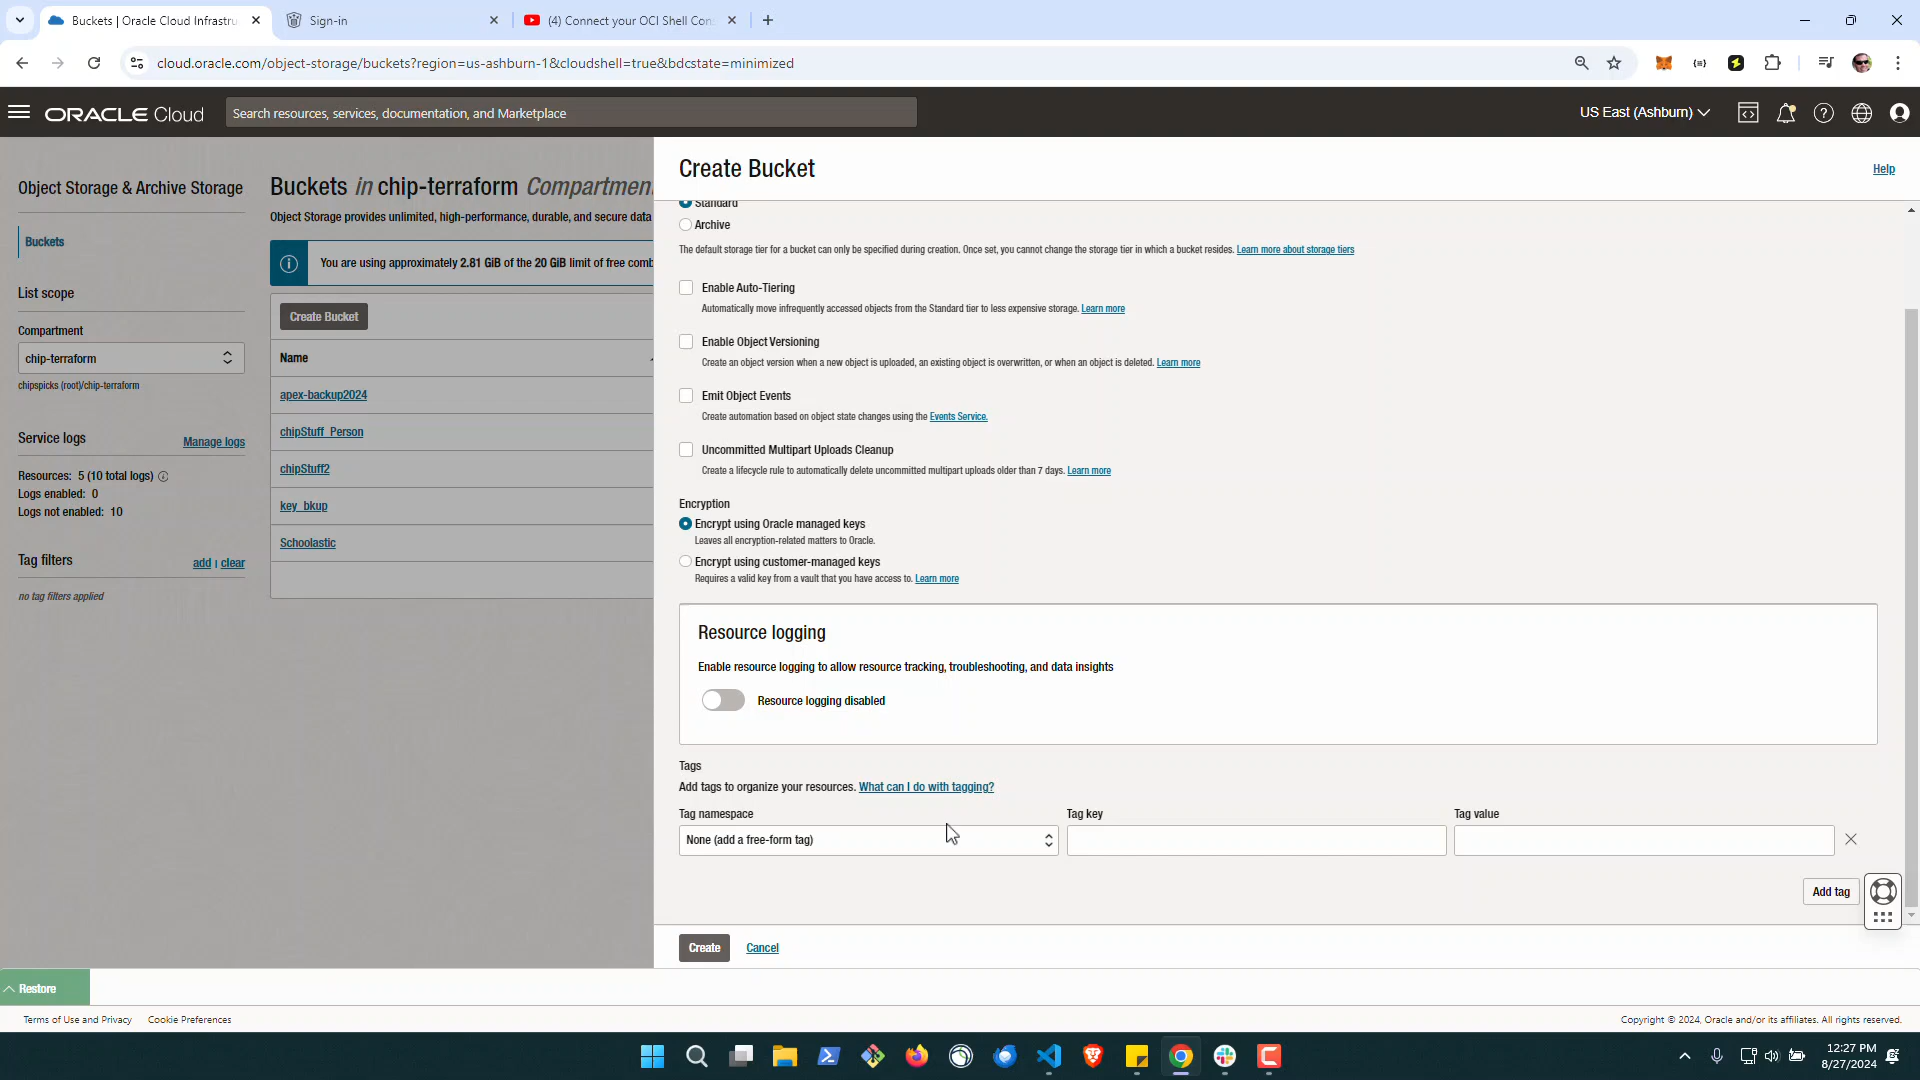 Buckets | Oracle Cloud Infrastru
Sign-in
(4) Connect your OCI Shell Con
cloud.oracle.com/object-storage/buckets?region=us-ashburn-1&cloudshell=true&bdcstate=minimized
ORACLE Cloud
Search resources, services, documentation, and Marketplace
US East (Ashburn)
Object Storage & Archive Storage
Buckets
List scope
Compartment
chip-terraform
chipspicks (root)/chip-terraform
Service logs
Manage logs
Resources: 5 (10 total logs)
Logs enabled: 0
Logs not enabled: 10
Tag filters
add | clear
no tag filters applied
Buckets in chip-terraform Compartmen
Object Storage provides unlimited, high-performance, durable, and secure data
You are using approximately 2.81 GiB of the 20 GiB limit of free comb
Create Bucket
Name
apex-backup2024
chipStuff_Person
chipStuff2
key_bkup
Schoolastic
Create Bucket
Help
Standard
Archive
The default storage tier for a bucket can only be specified during creation. Once set, you cannot change the storage tier in which a bucket resides. Learn more about storage tiers
Enable Auto-Tiering
Automatically move infrequently accessed objects from the Standard tier to less expensive storage. Learn more
Enable Object Versioning
Create an object version when a new object is uploaded, an existing object is overwritten, or when an object is deleted. Learn more
Emit Object Events
Create automation based on object state changes using the Events Service.
Uncommitted Multipart Uploads Cleanup
Create a lifecycle rule to automatically delete uncommitted multipart uploads older than 7 days. Learn more
Encryption
Encrypt using Oracle managed keys
Leaves all encryption-related matters to Oracle.
Encrypt using customer-managed keys
Requires a valid key from a vault that you have access to. Learn more
Resource logging
Enable resource logging to allow resource tracking, troubleshooting, and data insights
Resource logging disabled
Tags
Add tags to organize your resources. What can I do with tagging?
Tag namespace
Tag key
Tag value
None (add a free-form tag)
Add tag
Create
Cancel
Restore
Terms of Use and Privacy
Cookie Preferences
Copyright © 2024, Oracle and/or its affiliates. All rights reserved.
12:27 PM
8/27/2024